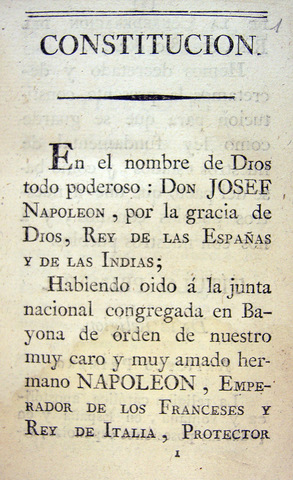 1
CONSTITUCION.
En el nombre de Dios
todo poderoso : DON JOSEF
NAPOLEON , por la gracia de
DIOS, REY DE LAS ESPAÑAS
Y DE LAS INDIAS;
Habiendo oido á la junta
nacional congregada en Ba-
yona de órden de nuestro
muy caro y muy amado her-
mano NAPOLEON , EMPE-
RADOR DE LOS FRANCESES Y
REY DE ITALIA , PROTECTOR
1